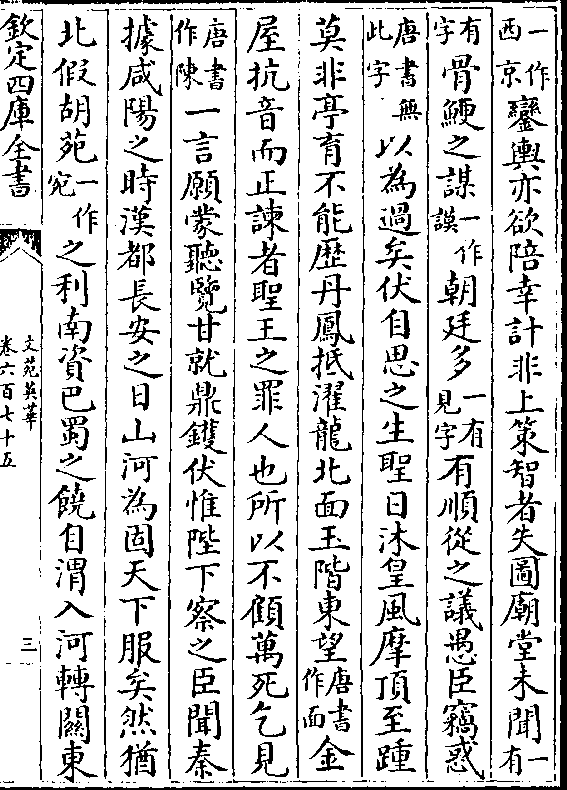 一作西京鑾輿亦欲陪幸計非上策智者失圖廟堂未聞一有
有字骨鯁之謀一作謨朝廷多一有見字有順從之議愚臣竊惑
唐書無此字以為過矣伏自思之生聖日沐皇風摩頂至踵
莫非亭育不能歷丹鳳抵濯龍北面玉階東望唐書作面金
屋抗音而正諫者聖王之罪人也所以不顧萬死乞見
唐書作陳一言願蒙聽覽甘就鼎鑊伏惟陛下察之臣聞秦
據咸陽之時漢都長安之日山河為固天下服矣然猶
北假胡苑一作宛之利南資巴蜀之饒自渭入河轉關東
欽定四庫全書
文苑英華
卷六百七十五
三